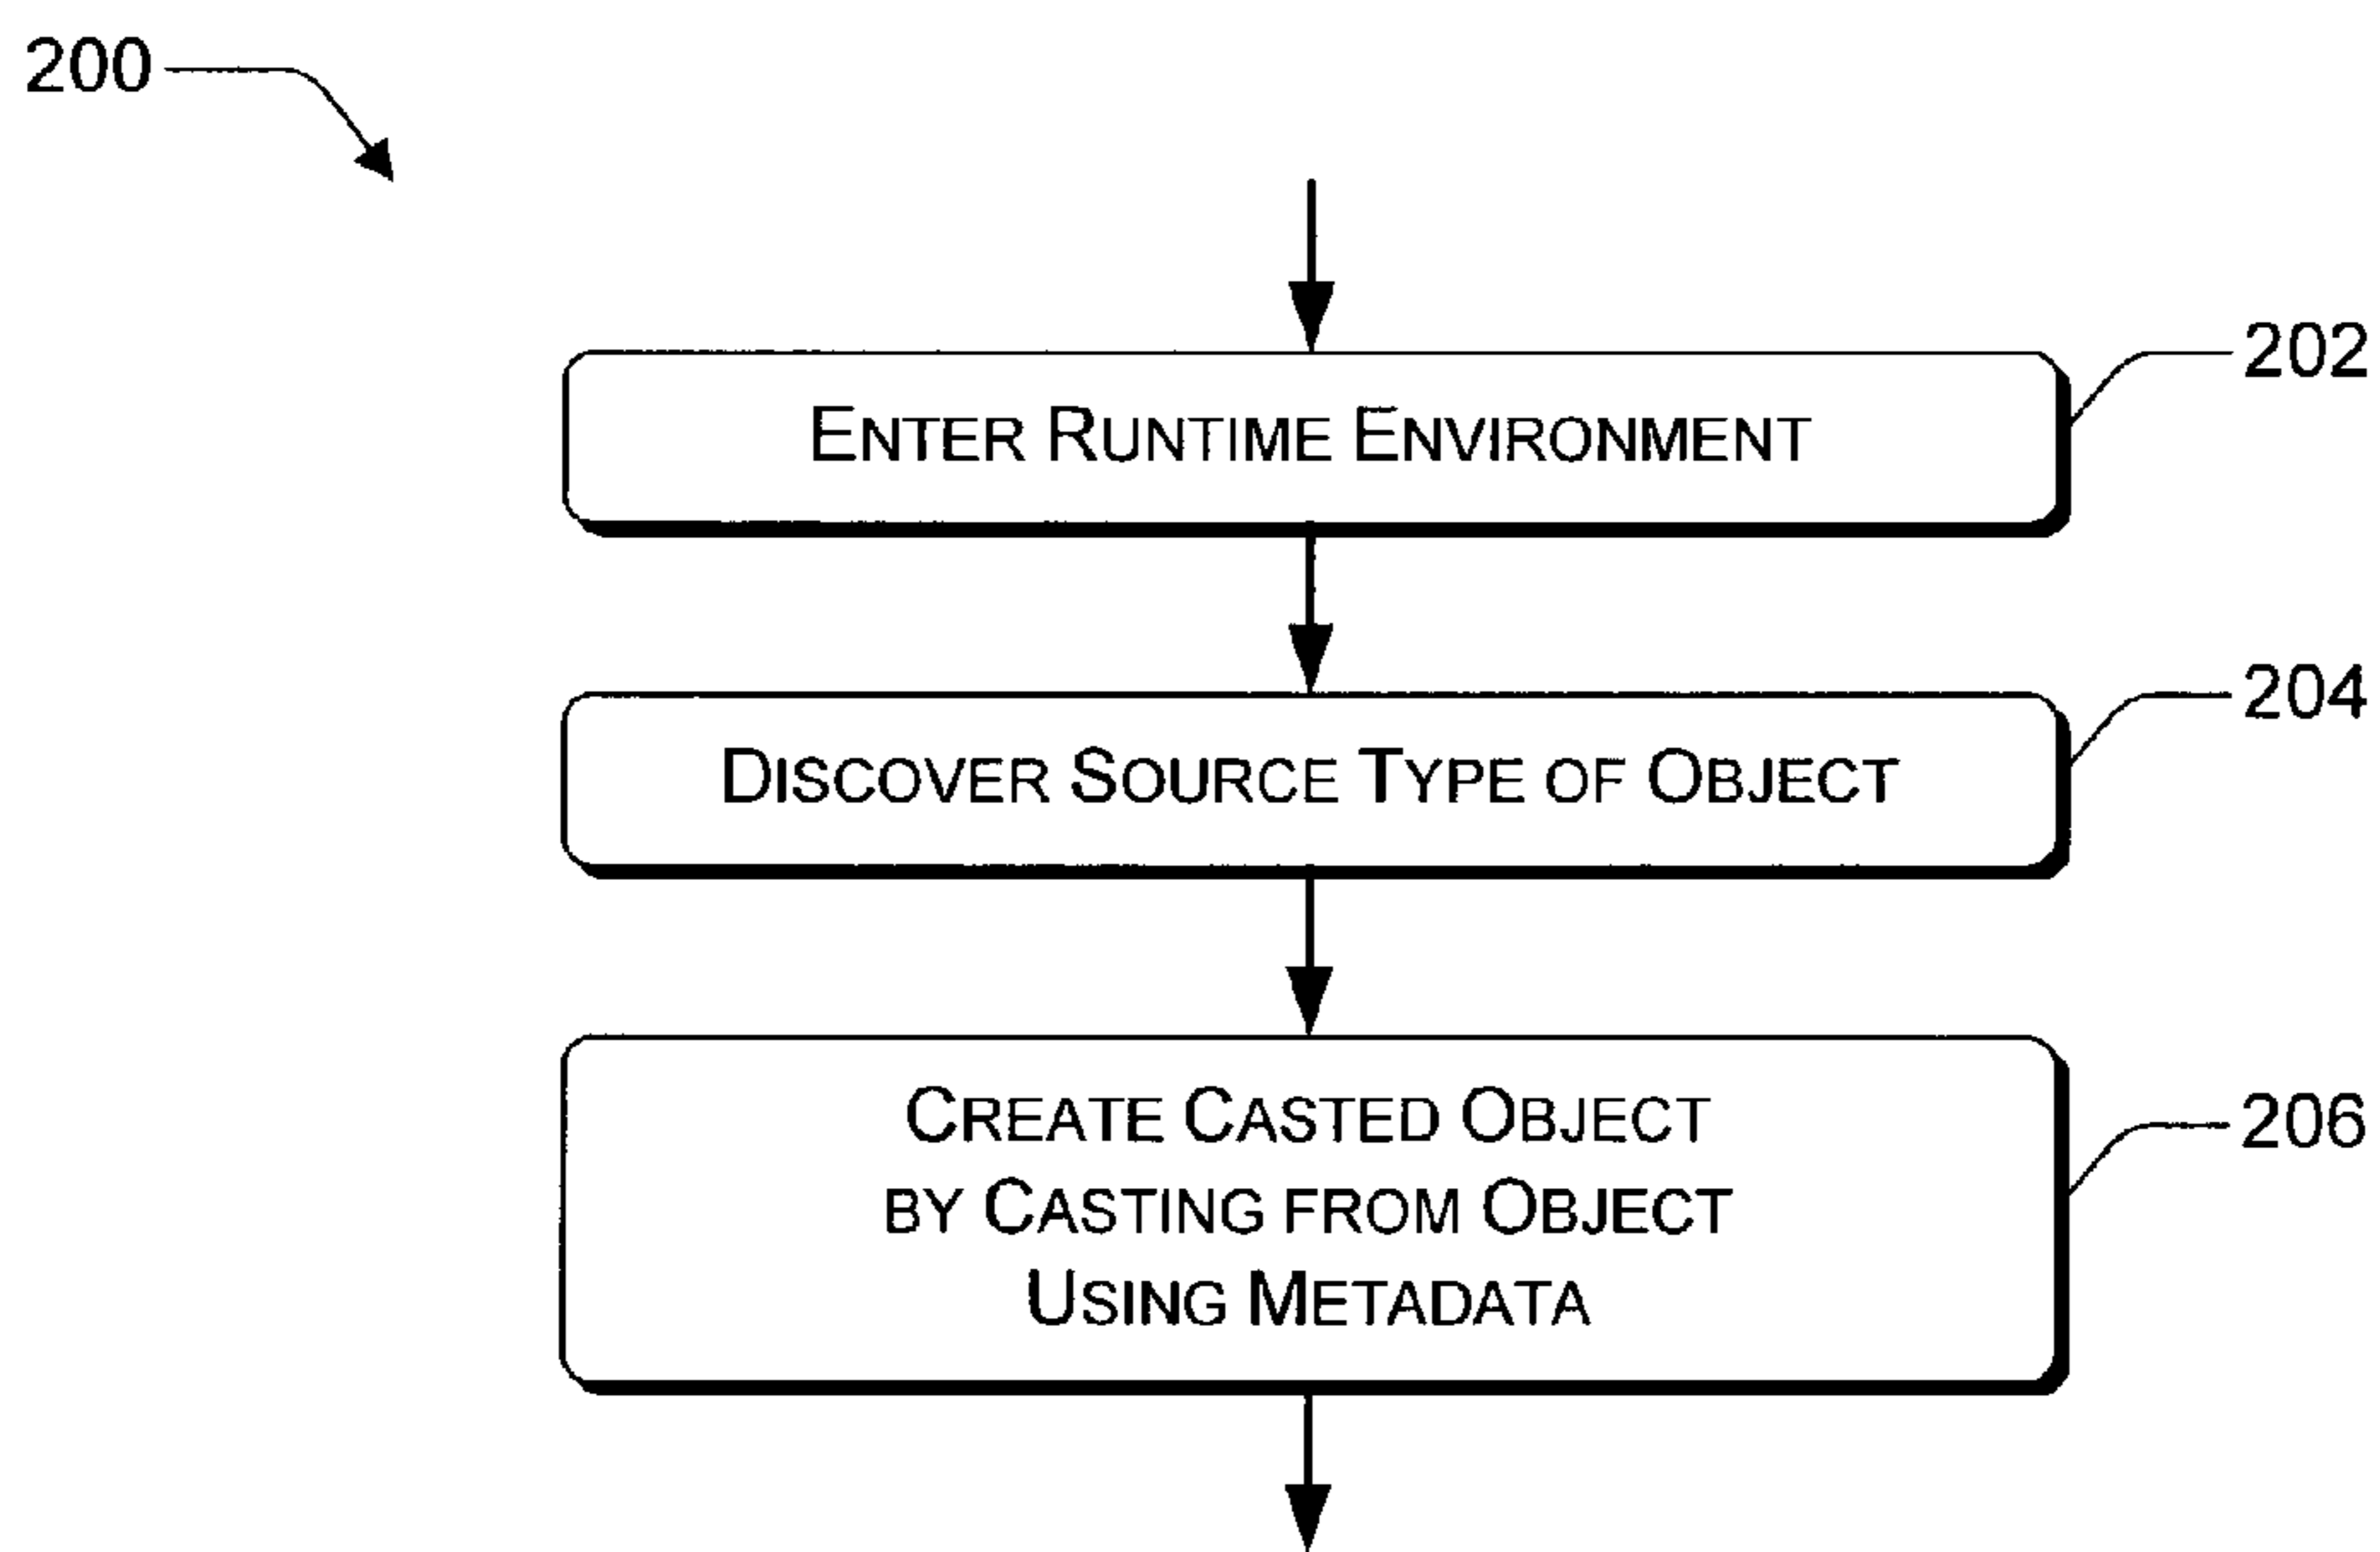 200
202
ENTER RUNTIME ENVIRONMENT
204
DISCOVER SOURCE TYPE OF OBJECT
206
CREATE CASTED OBJECT
BY CASTING FROM OBJECT
USING METADATA